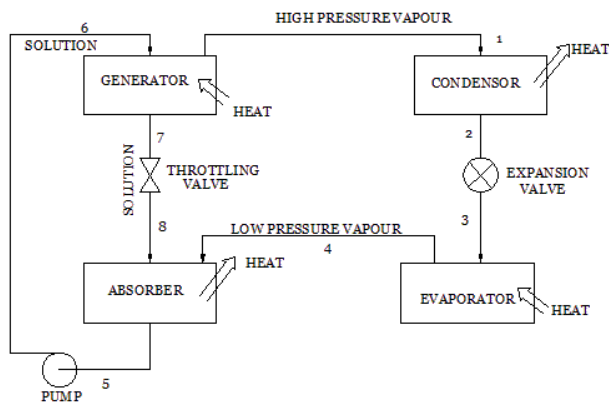 6
HIGH PRESSURE VAPOUR
SOLUTION
1
HEAT
GENERATOR
HEAT
CONDENSOR
7
2
SOLUTION
THROTTLING
VALVE
EXPANSION
VALVE
8
3
LOW PRESSURE VAPOUR
4
HEAT
ABSORBER
EVAPORATOR
HEAT
5
PUMP